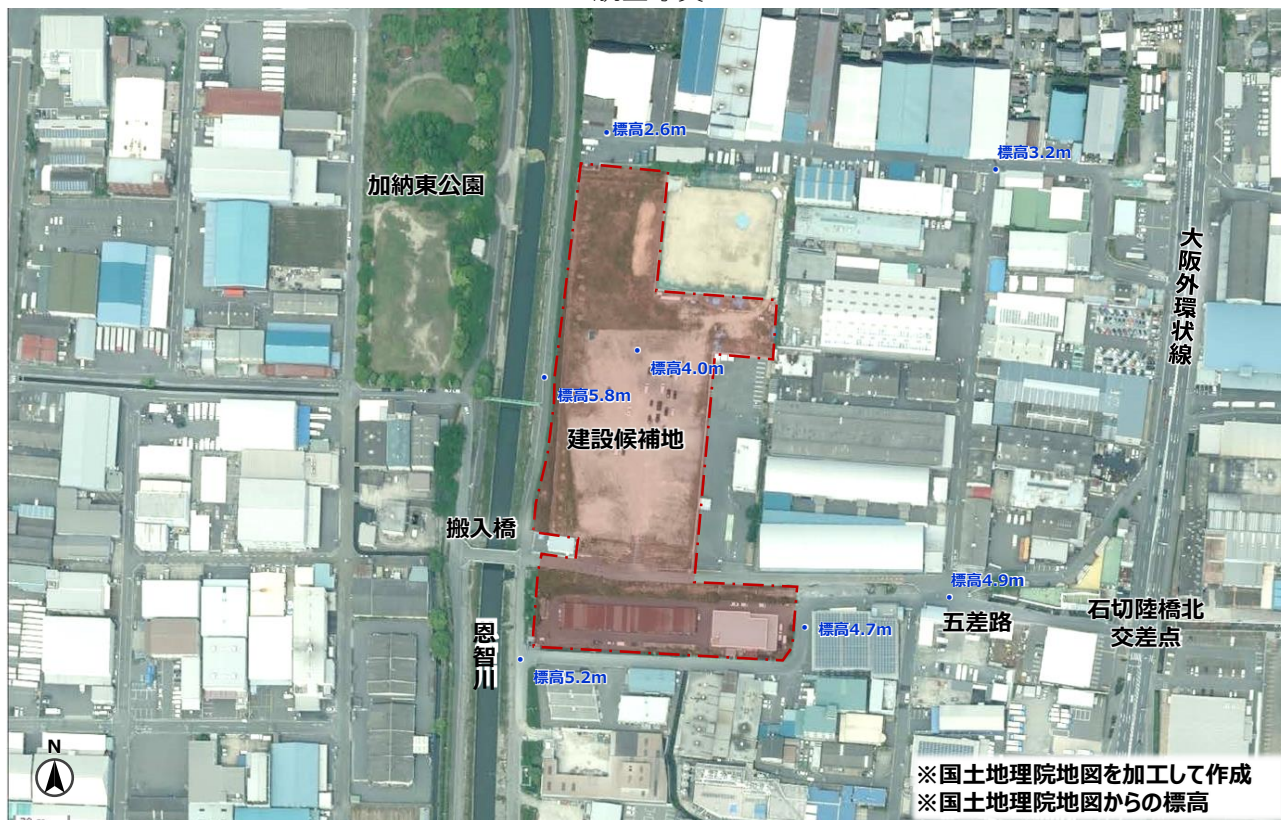 標高2.6m
標高3.2m
加納東公園
大阪外環状線
標高4.0m
標高5.8m
建設候補地
搬入橋
標高4.9m
石切陸橋北
交差点
五差路
標高4.7m
恩智川
標高5.2m
N
※国土地理院地図を加工して作成
※国土地理院地図からの標高